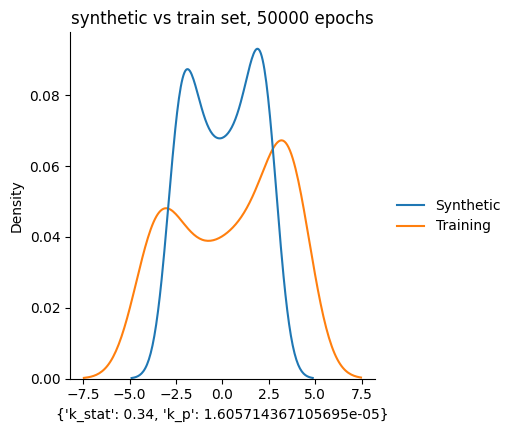 synthetic vs train set, 50000 epochs
Density
0.08
0.06
0.04
0.02
0.00
−7.5 −5.0 −2.5 0.0 2.5 5.0 7.5
{'k_stat': 0.34, 'k_p': 1.605714367105695e-05}
Synthetic
Training